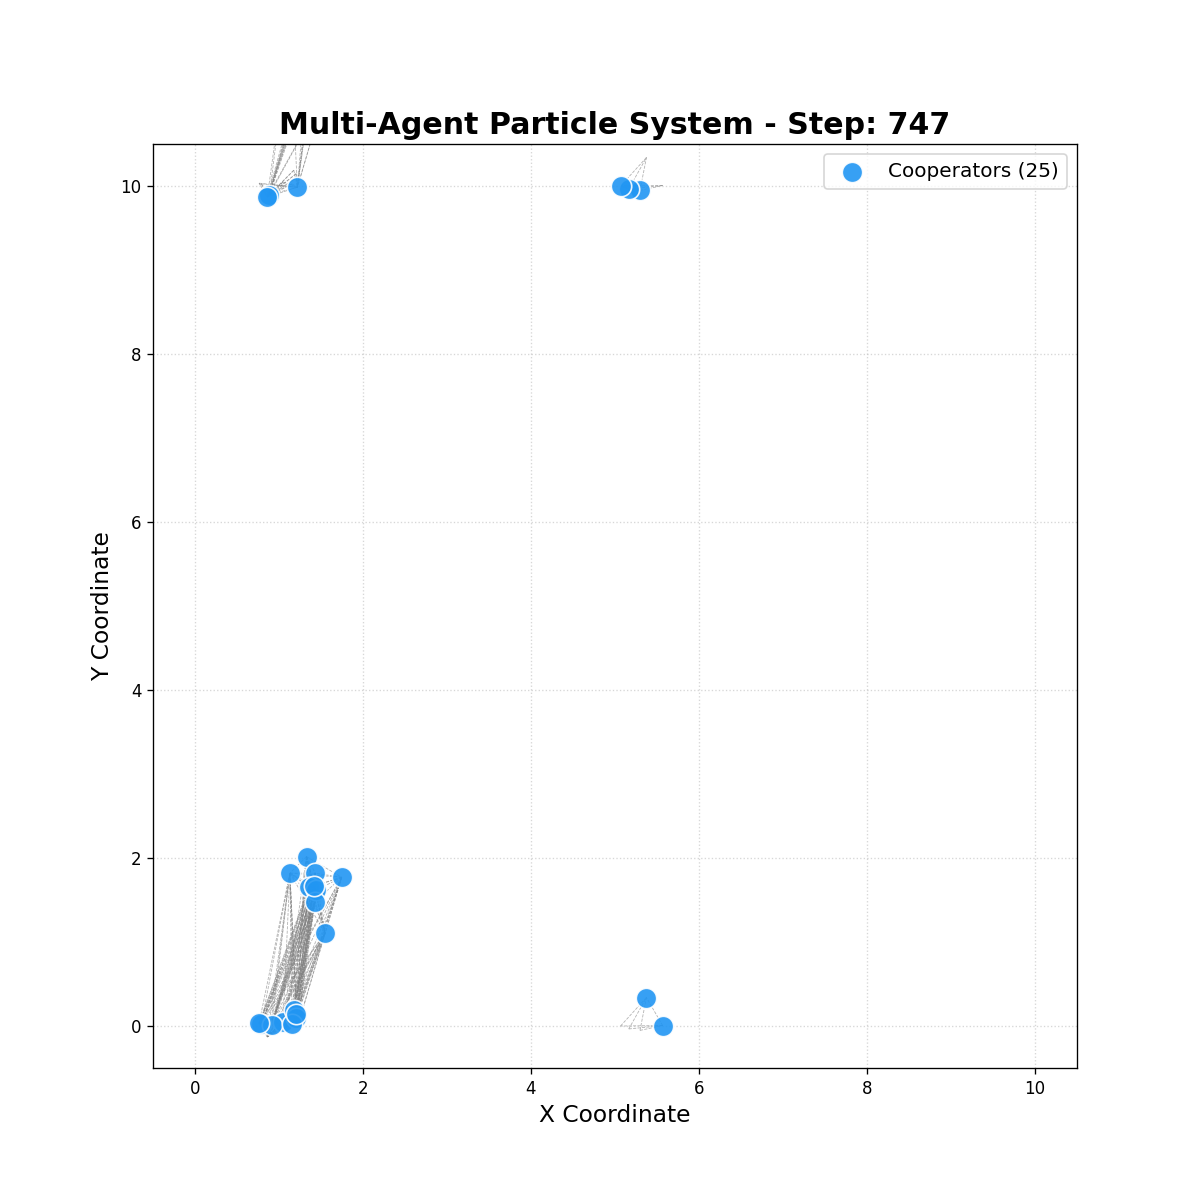 Multi-Agent Particle System - Step: 747
Cooperators (25)
10
8
6
4
2
0
Y Coordinate
0 2 4 6 8 10
X Coordinate